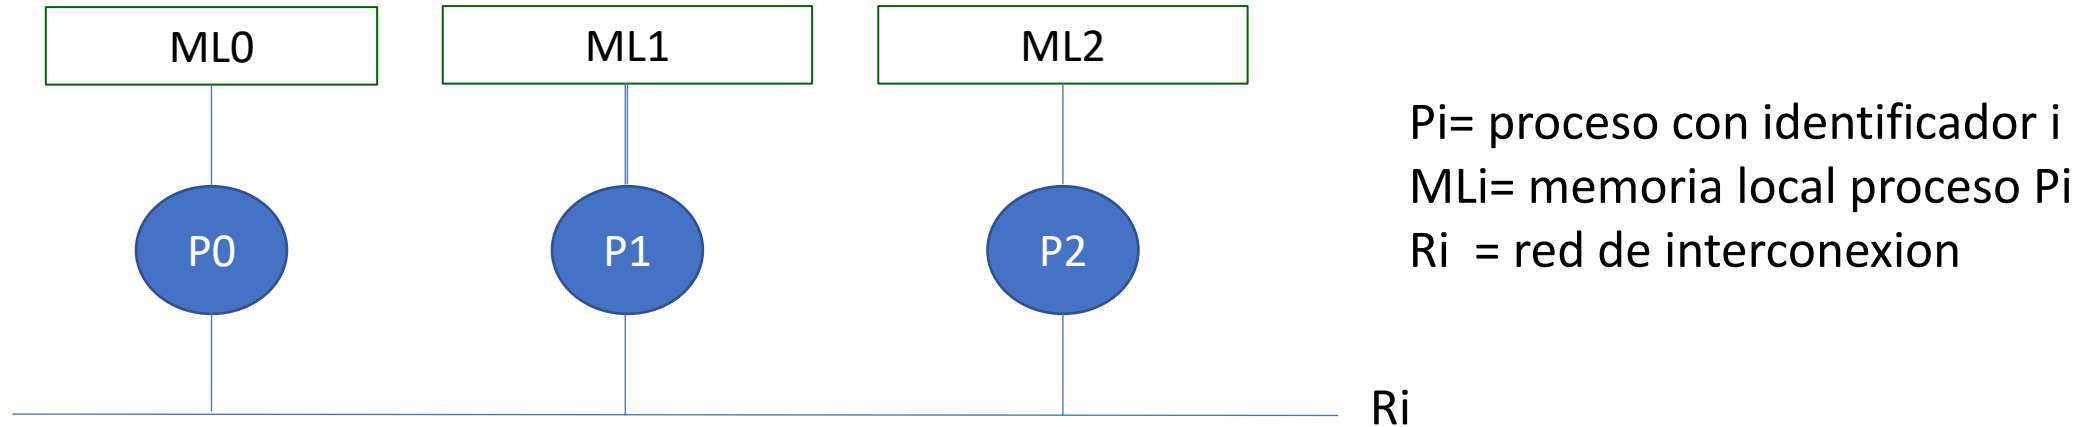 ML0
ML1
ML2
Pi= proceso con identificador i
MLi= memoria local proceso Pi
Ri = red de interconexion
P0
P1
P2
Ri